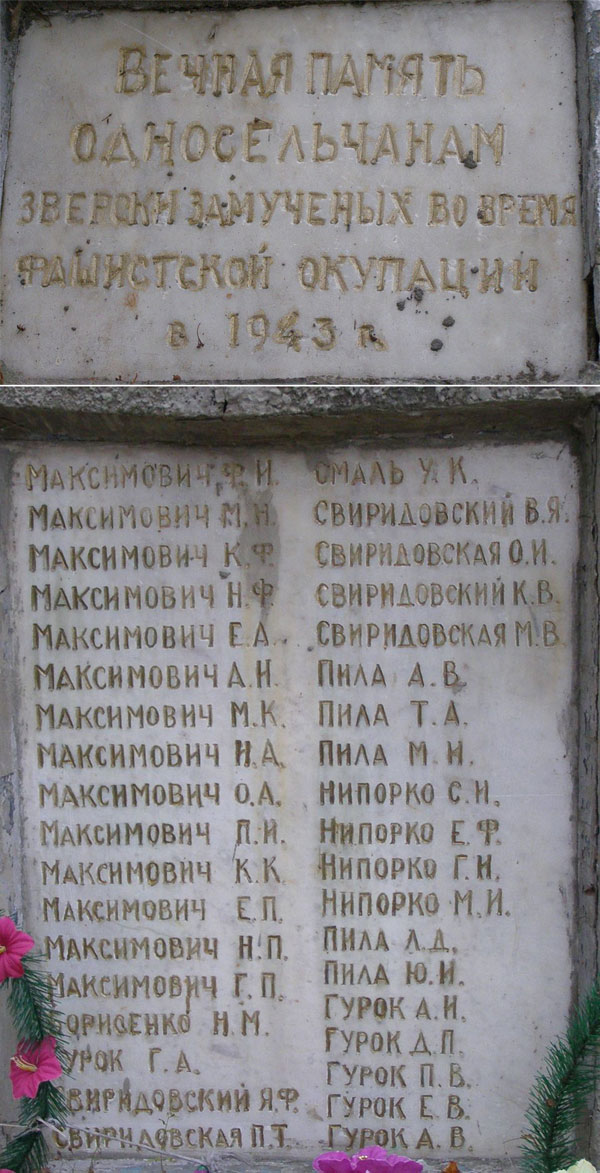 ВЕЧНАЯ ПАМЯТЬ
ОДНОСЕЛЬЧАНАМ
ЗВЕРСКИ ЗАМУЧЕНЫХ ВО ВРЕМЯ
ФАШИСТСКОЙ ОКУПАЦИИ
в 1943 г.
МАКСИМОВИЧ Ф.И.
МАКСИМОВИЧ М.Н.
МАКСИМОВИЧ К.Ф.
МАКСИМОВИЧ Н.Ф.
МАКСИМОВИЧ Е.А.
МАКСИМОВИЧ А.И.
МАКСИМОВИЧ М.К.
МАКСИМОВИЧ Н.А.
МАКСИМОВИЧ О.А.
МАКСИМОВИЧ П.И.
МАКСИМОВИЧ К.К.
МАКСИМОВИЧ Е.П.
МАКСИМОВИЧ Н.П.
МАКСИМОВИЧ Г.П.
БОРИСЕНКО Н.М.
ГУРОК Г.А.
СВИРИДОВСКИЙ Я.Ф.
СВИРИДОВСКАЯ П.Т.
СМАЛЬ У.К.
СВИРИДОВСКИЙ В.Я.
СВИРИДОВСКАЯ О.И.
СВИРИДОВСКИЙ К.В.
СВИРИДОВСКАЯ М.В.
ПИЛА А.В.
ПИЛА Т.А.
ПИЛА М.И.
НИПОРКО С.И.
НИПОРКО Е.Ф.
НИПОРКО Г.Н.
НИПОРКО М.И.
ПИЛА Л.Д.
ПИЛА Ю.И.
ГУРОК А.И.
ГУРОК Д.П.
ГУРОК П.В.
ГУРОК Е.В.
ГУРОК А.В.